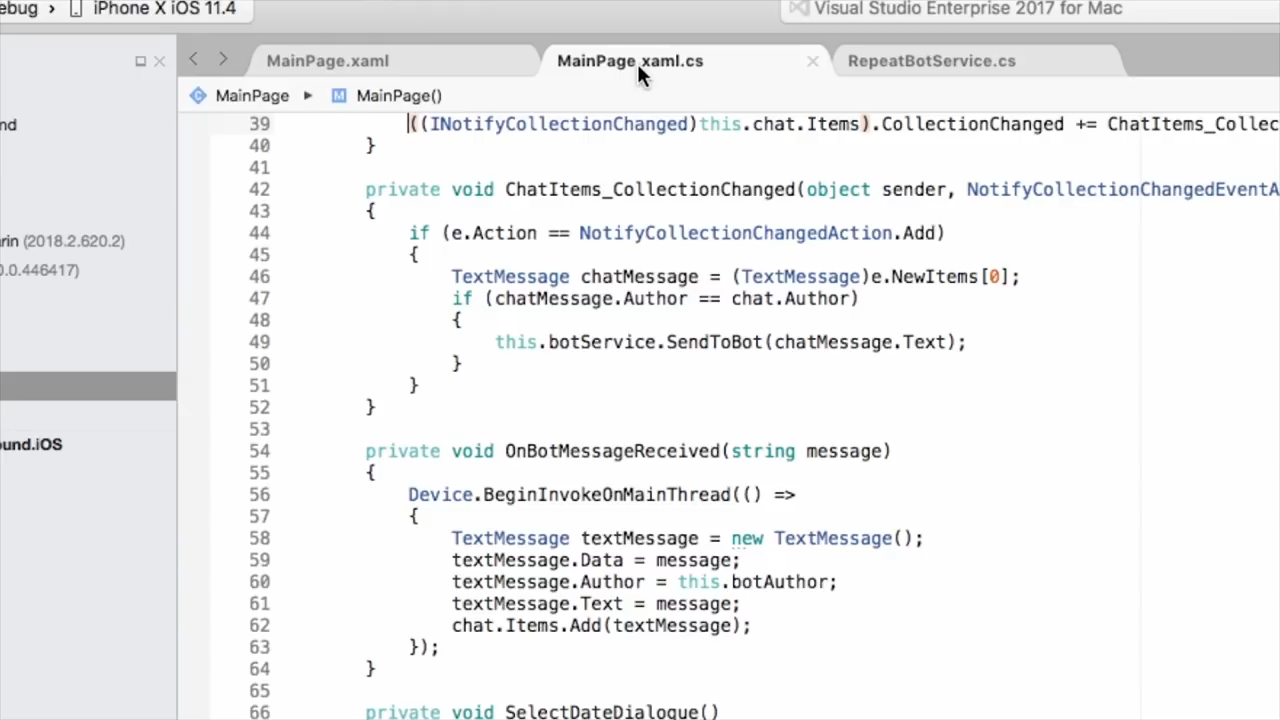 ebug > iPhone X iOS 11.4
Visual Studio Enterprise 2017 for Mac
MainPage.xaml
MainPage.xaml.cs
RepeatBotService.cs
MainPage
MainPage()
nd
rin (2018.2.620.2)
0.0.446417)
ound.iOS
39 ((INotifyCollectionChanged)this.chat.Items).CollectionChanged += ChatItems_Collec
40 }
41
42 private void ChatItems_CollectionChanged(object sender, NotifyCollectionChangedEventA
43 {
44 if (e.Action == NotifyCollectionChangedAction.Add)
45 {
46 TextMessage chatMessage = (TextMessage)e.NewItems[0];
47 if (chatMessage.Author == chat.Author)
48 {
49 this.botService.SendToBot(chatMessage.Text);
50 }
51 }
52 }
53
54 private void OnBotMessageReceived(string message)
55 {
56 Device.BeginInvokeOnMainThread(() =>
57 {
58 TextMessage textMessage = new TextMessage();
59 textMessage.Data = message;
60 textMessage.Author = this.botAuthor;
61 textMessage.Text = message;
62 chat.Items.Add(textMessage);
63 });
64 }
65
66 private void SelectDateDialogue()